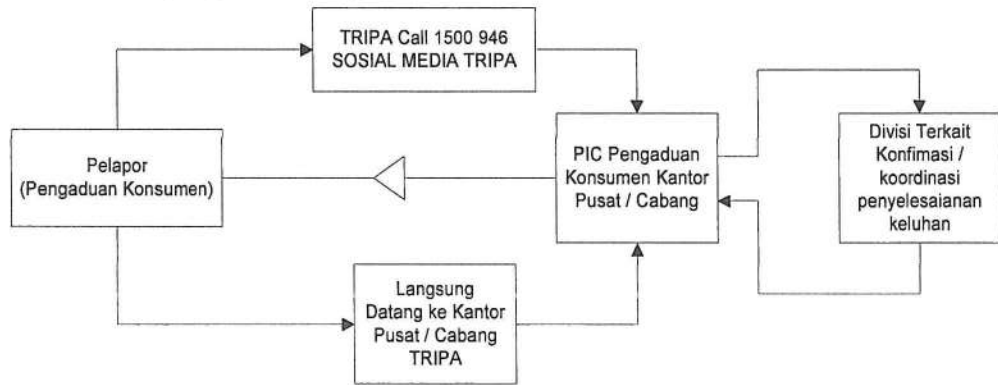 TRIPA Call 1500 946
SOSIAL MEDIA TRIPA
Pelapor
(Pengaduan Konsumen)
PIC Pengaduan
Konsumen Kantor
Pusat / Cabang
Divisi Terkait
Konfimasi /
koordinasi
penyelesaianan
keluhan
Langsung
Datang ke Kantor
Pusat / Cabang
TRIPA